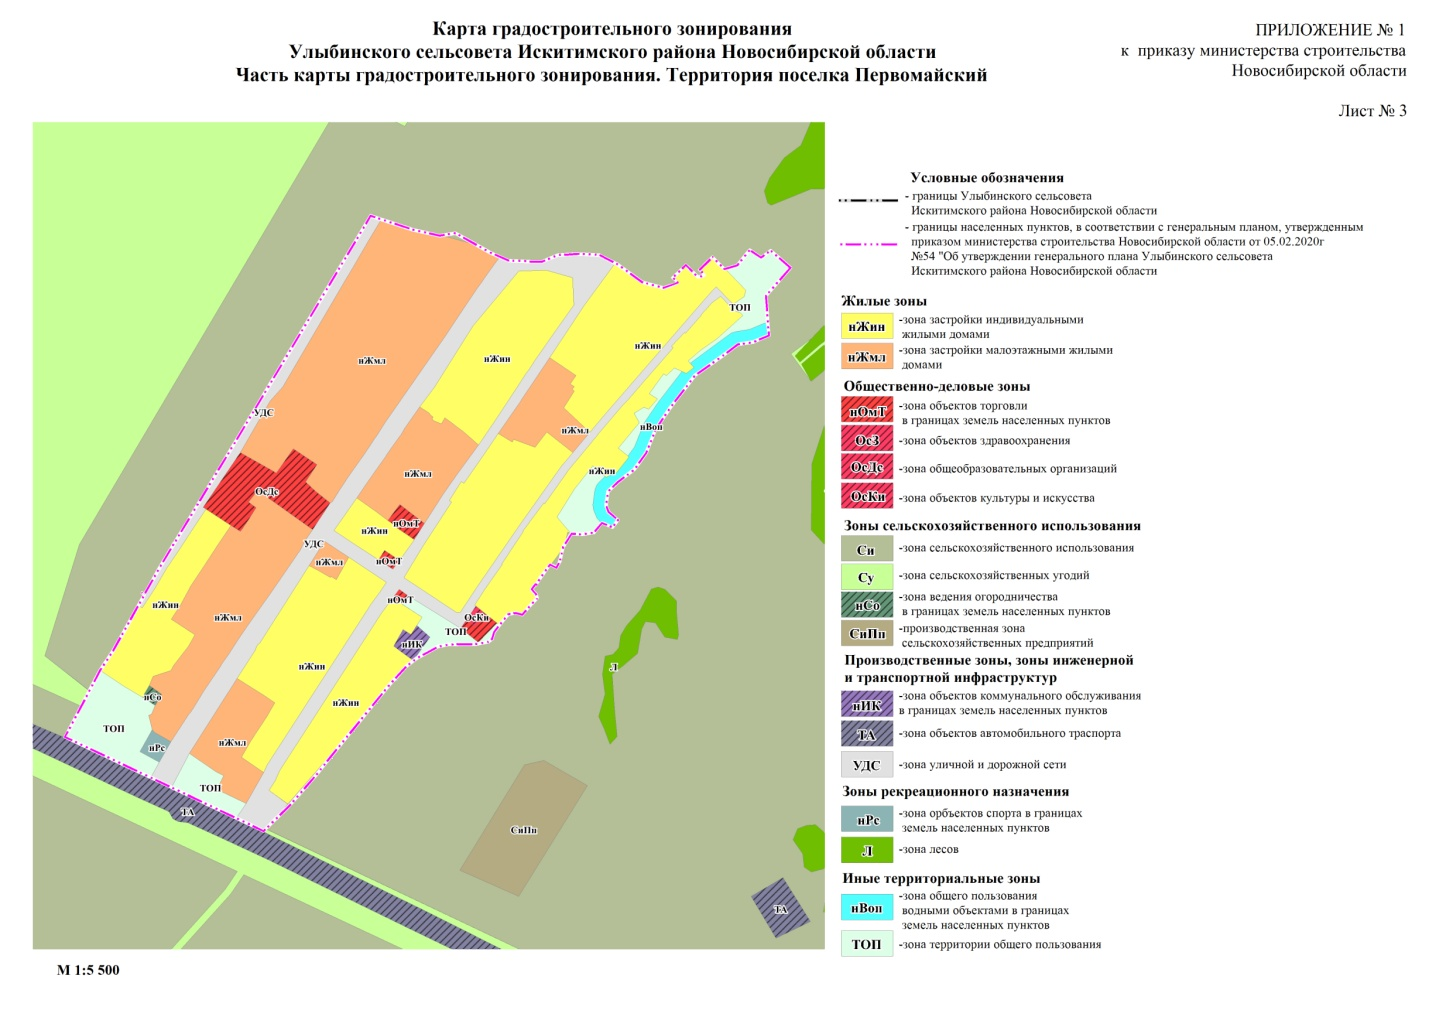 Карта градостроительного зонирования
Улыбинского сельсовета Искитимского района Новосибирской области
Часть карты градостроительного зонирования. Территория поселка Первомайский
ПРИЛОЖЕНИЕ № 1
к приказу министерства строительства
Новосибирской области
Лист № 3
ТОП
нЖин
нЖин
нЖмл
УДС
нВоп
нЖмл
нЖин
нЖмл
ОсДс
нОмТ
нЖин
УДС
нОмТ
нЖмл
нОмТ
нЖин
нЖмл
ОсКи
ТОП
нИК
нЖин
Л
нСо
нЖин
ТОП
нРс
нЖмл
ТОП
ТА
СиПп
ТА
М 1:5 500
Условные обозначения
- границы Улыбинского сельсовета
Искитимского района Новосибирской области
- границы населенных пунктов, в соответствии с генеральным планом, утвержденным
приказом министерства строительства Новосибирской области от 05.02.2020г
№54 "Об утверждении генерального плана Улыбинского сельсовета
Искитимского района Новосибирской области
Жилые зоны
нЖин -зона застройки индивидуальными
жилыми домами
нЖмл -зона застройки малоэтажными жилыми
домами
Общественно-деловые зоны
нОмТ -зона объектов торговли
в границах земель населенных пунктов
ОсЗ -зона объектов здравоохранения
ОсДс -зона общеобразовательных организаций
ОсКи -зона объектов культуры и искусства
Зоны сельскохозяйственного использования
Си -зона сельскохозяйственного использования
Су -зона сельскохозяйственных угодий
нСо -зона ведения огородничества
в границах земель населенных пунктов
СиПп -производственная зона
сельскохозяйственных предприятий
Производственные зоны, зоны инженерной
и транспортной инфраструктур
нИК -зона объектов коммунального обслуживания
в границах земель населенных пунктов
ТА -зона объектов автомобильного траспорта
УДС -зона уличной и дорожной сети
Зоны рекреационного назначения
нРс -зона орбъектов спорта в границах
земель населенных пунктов
Л -зона лесов
Иные территориальные зоны
нВоп -зона общего пользования
водными объектами в границах
земель населенных пунктов
ТОП -зона территории общего пользования